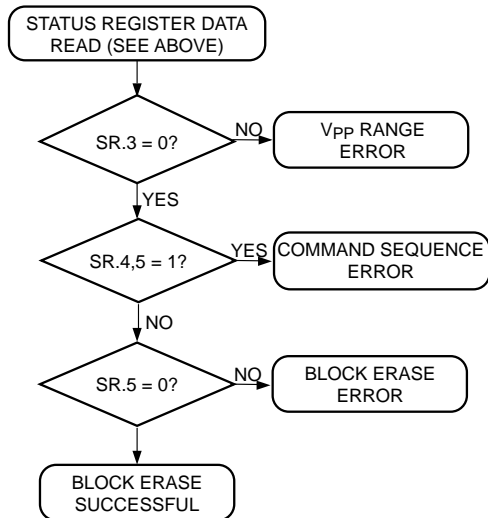 STATUS REGISTER DATA
READ (SEE ABOVE)
SR.3 = 0?
NO
VPP RANGE
ERROR
YES
SR.4,5 = 1?
YES
COMMAND SEQUENCE
ERROR
NO
SR.5 = 0?
NO
BLOCK ERASE
ERROR
BLOCK ERASE
SUCCESSFUL